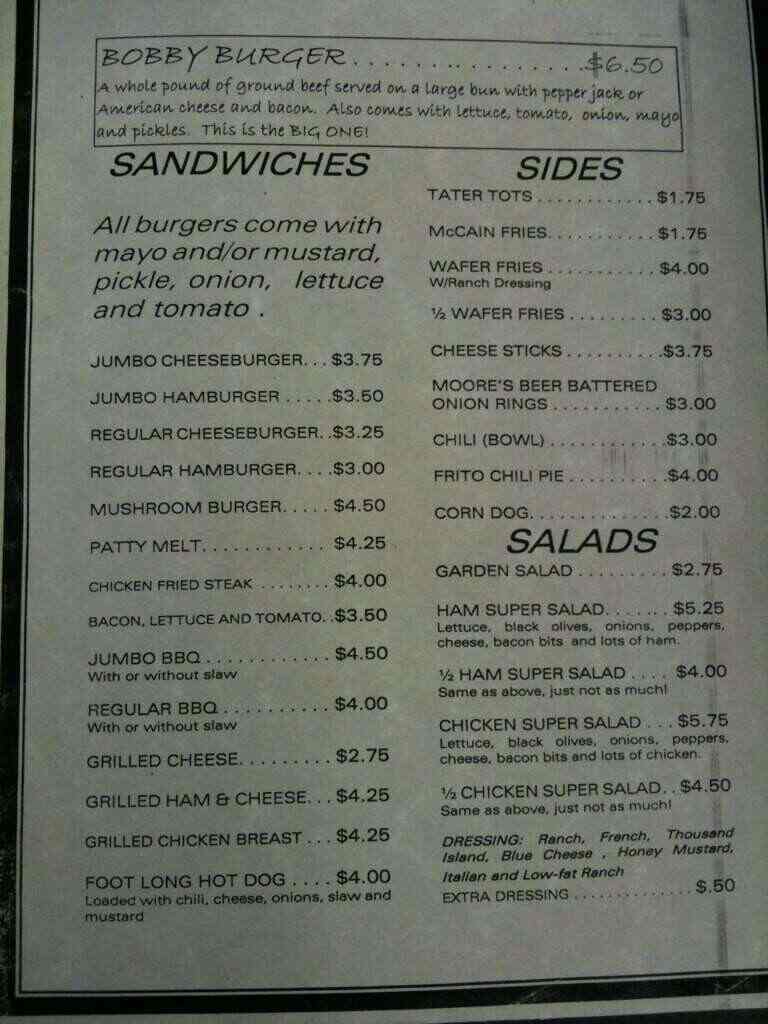 BOBBY BURGER. . . . . . . . . . . . . . . .$6.50
A whole pound of ground beef served on a large bun with pepper jack or
American cheese and bacon. Also comes with lettuce, tomato, onion, mayo
and pickles. This is the BIG ONE!
SANDWICHES
All burgers come with
mayo and/or mustard,
pickle, onion, lettuce
and tomato .
JUMBO CHEESEBURGER. . . $3.75
JUMBO HAMBURGER . . . . .$3.50
REGULAR CHEESEBURGER. .$3.25
REGULAR HAMBURGER. . . .$3.00
MUSHROOM BURGER. . . . . $4.50
PATTY MELT. . . . . . . . . . . . $4.25
CHICKEN FRIED STEAK . . . . . . . . $4.00
BACON, LETTUCE AND TOMATO. .$3.50
JUMBO BBQ . . . . . . . . . . . . $4.50
With or without slaw
REGULAR BBQ . . . . . . . . . . $4.00
With or without slaw
GRILLED CHEESE. . . . . . . . . $2.75
GRILLED HAM & CHEESE. . . $4.25
GRILLED CHICKEN BREAST . . . $4.25
FOOT LONG HOT DOG . . . . $4.00
Loaded with chili, cheese, onions, slaw and
mustard
SIDES
TATER TOTS . . . . . . . . . . . . $1.75
McCAIN FRIES. . . . . . . . . . . $1.75
WAFER FRIES . . . . . . . . . . . $4.00
W/Ranch Dressing
½ WAFER FRIES . . . . . . . . . $3.00
CHEESE STICKS . . . . . . . . . .$3.75
MOORE'S BEER BATTERED
ONION RINGS . . . . . . . . . . . $3.00
CHILI (BOWL) . . . . . . . . . . . .$3.00
FRITO CHILI PIE . . . . . . . . . . $4.00
CORN DOG. . . . . . . . . . . . . $2.00
SALADS
GARDEN SALAD . . . . . . . . . $2.75
HAM SUPER SALAD. . . . . . . $5.25
Lettuce, black olives, onions, peppers,
cheese, bacon bits and lots of ham.
½ HAM SUPER SALAD . . . . $4.00
Same as above, just not as much!
CHICKEN SUPER SALAD . . . $5.75
Lettuce, black olives, onions, peppers,
cheese, bacon bits and lots of chicken.
½ CHICKEN SUPER SALAD. . $4.50
Same as above, just not as much!
DRESSING: Ranch, French, Thousand
Island, Blue Cheese , Honey Mustard,
Italian and Low-fat Ranch
EXTRA DRESSING . . . . . . . . . . . . . $.50